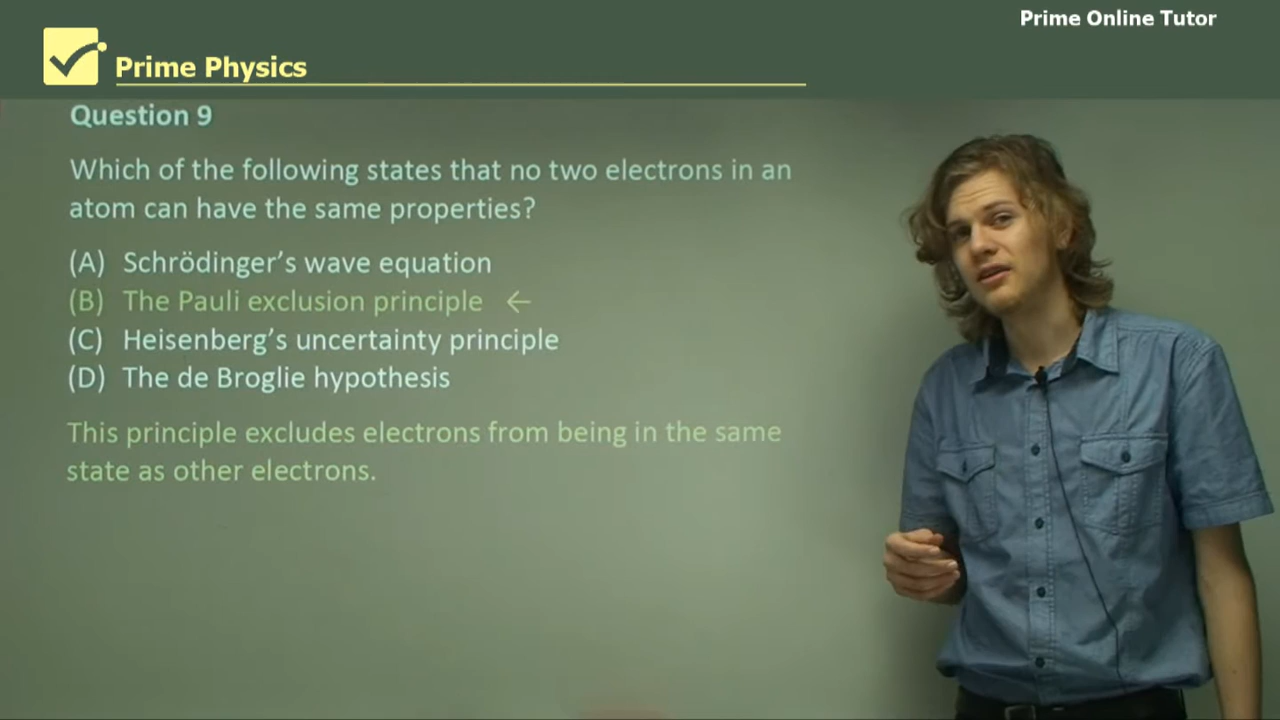 Prime Online Tutor
Prime Physics
Question 9
Which of the following states that no two electrons in an
atom can have the same properties?
(A) Schrödinger’s wave equation
(B) The Pauli exclusion principle ←
(C) Heisenberg’s uncertainty principle
(D) The de Broglie hypothesis
This principle excludes electrons from being in the same
state as other electrons.